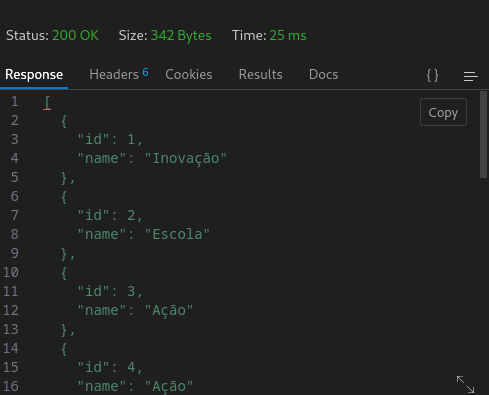 Status: 200 OK Size: 342 Bytes Time: 25 ms
Response Headers 6 Cookies Results Docs {}
Copy
1 [
2 {
3 "id": 1,
4 "name": "Inovação"
5 },
6 {
7 "id": 2,
8 "name": "Escola"
9 },
10 {
11 "id": 3,
12 "name": "Ação"
13 },
14 {
15 "id": 4,
16 "name": "Ação"